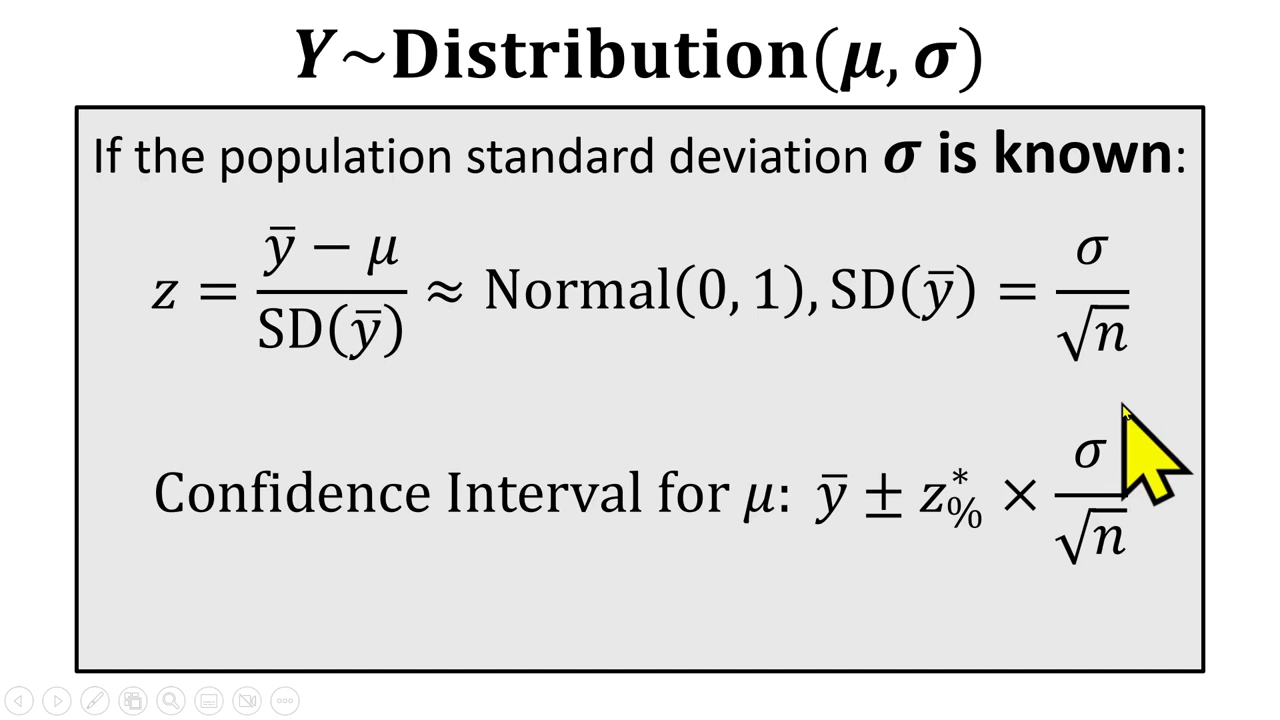 Y~Distribution(μ, σ)
If the population standard deviation σ is known:
z = (ȳ − μ) / SD(ȳ) ≈ Normal(0, 1), SD(ȳ) = σ / √n
Confidence Interval for μ: ȳ ± z*% × σ / √n